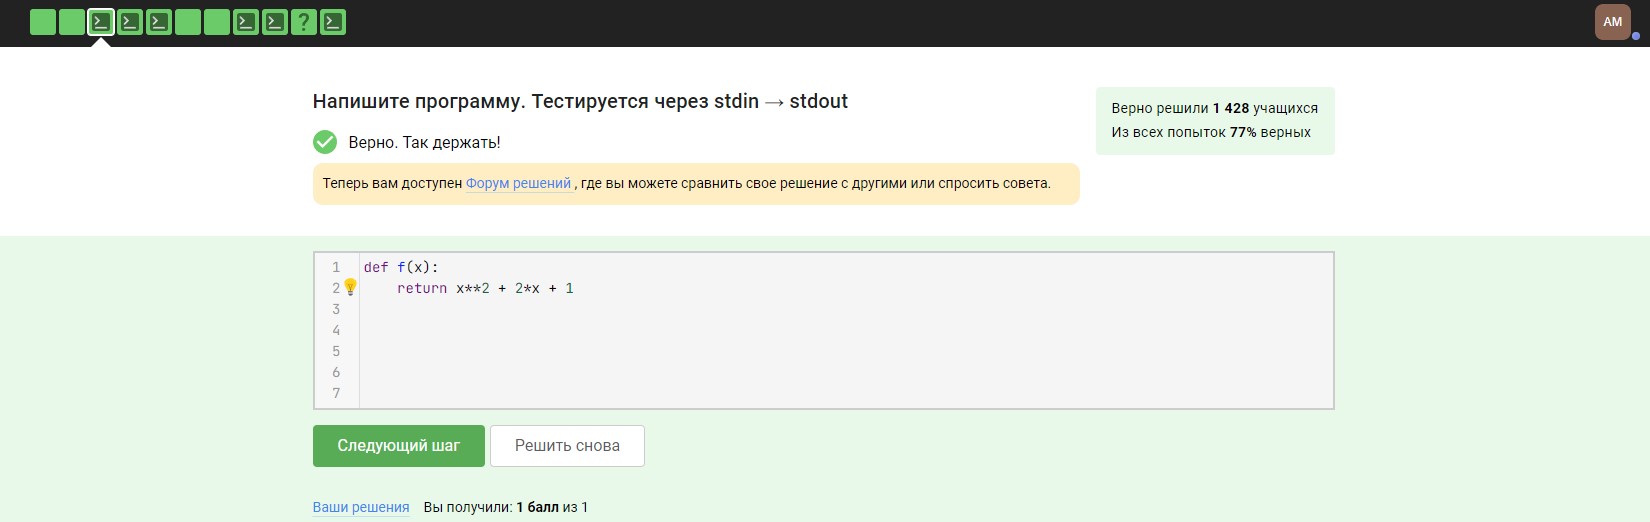 AM
Напишите программу. Тестируется через stdin → stdout
Верно решили 1 428 учащихся
Из всех попыток 77% верных
Верно. Так держать!
Теперь вам доступен Форум решений , где вы можете сравнить свое решение с другими или спросить совета.
1 def f(x):
2     return x**2 + 2*x + 1
3
4
5
6
7
Следующий шаг Решить снова
Ваши решения Вы получили: 1 балл из 1